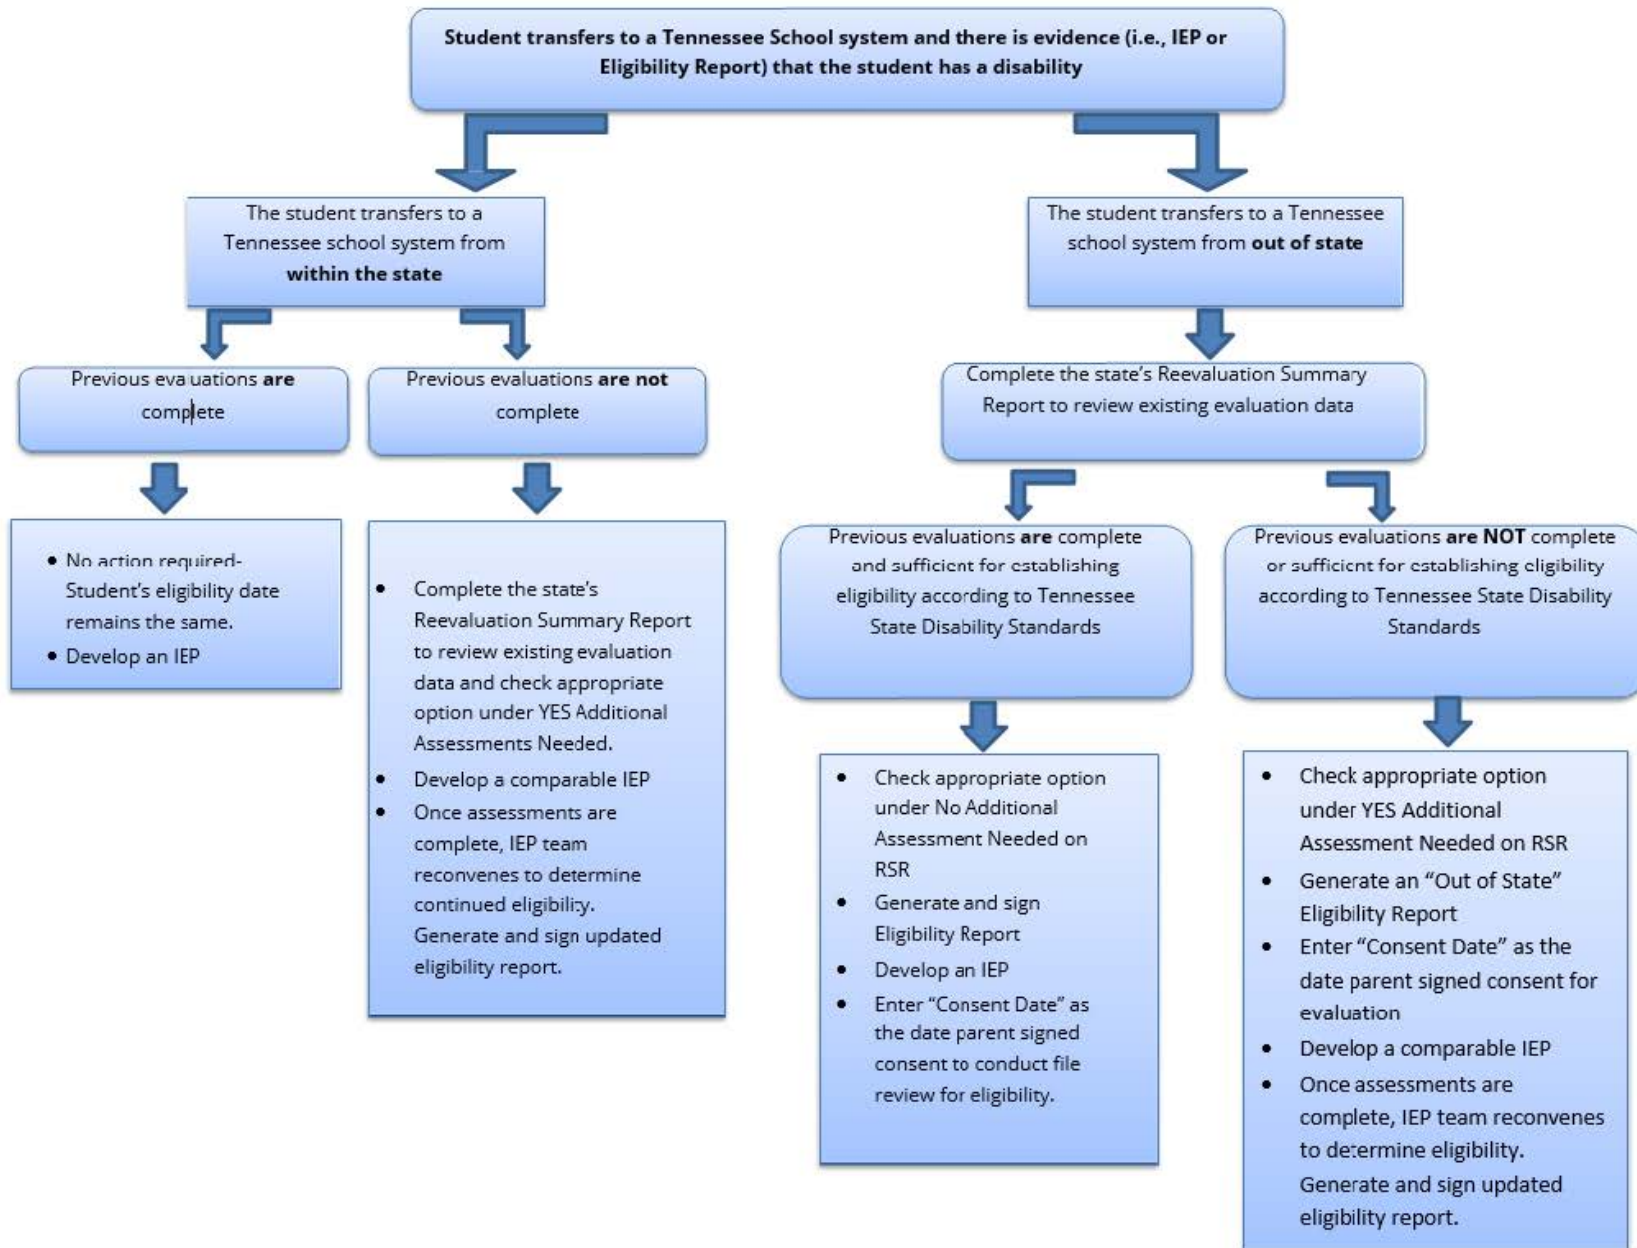 Student transfers to a Tennessee School system and there is evidence (i.e., IEP or
Eligibility Report) that the student has a disability
The student transfers to a
Tennessee school system from
within the state
The student transfers to a Tennessee
school system from out of state
Previous evaluations are
complete
Previous evaluations are not
complete
Complete the state's Reevaluation Summary
Report to review existing evaluation data
• No action required-
Student's eligibility date
remains the same.
• Develop an IEP
• Complete the state's
Reevaluation Summary Report
to review existing evaluation
data and check appropriate
option under YES Additional
Assessments Needed.
• Develop a comparable IEP
• Once assessments are
complete, IEP team
reconvenes to determine
continued eligibility.
Generate and sign updated
eligibility report.
Previous evaluations are complete
and sufficient for establishing
eligibility according to Tennessee
State Disability Standards
Previous evaluations are NOT complete
or sufficient for establishing eligibility
according to Tennessee State Disability
Standards
• Check appropriate option
under No Additional
Assessment Needed on
RSR
• Generate and sign
Eligibility Report
• Develop an IEP
• Enter "Consent Date" as
the date parent signed
consent to conduct file
review for eligibility.
• Check appropriate option
under YES Additional
Assessment Needed on RSR
• Generate an "Out of State"
Eligibility Report
• Enter "Consent Date" as the
date parent signed consent for
evaluation
• Develop a comparable IEP
• Once assessments are
complete, IEP team reconvenes
to determine eligibility.
Generate and sign updated
eligibility report.